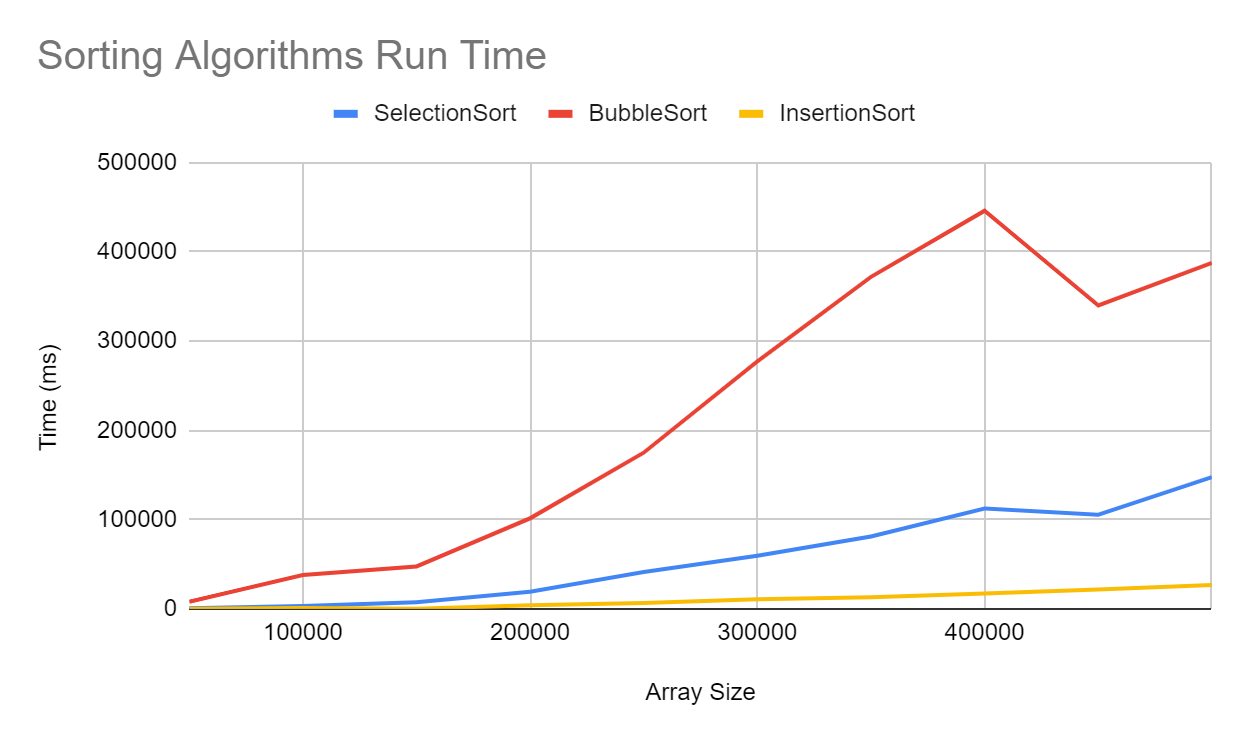 Sorting Algorithms Run Time
SelectionSort BubbleSort InsertionSort
500000
400000
300000
200000
100000
0
Time (ms)
100000 200000 300000 400000
Array Size